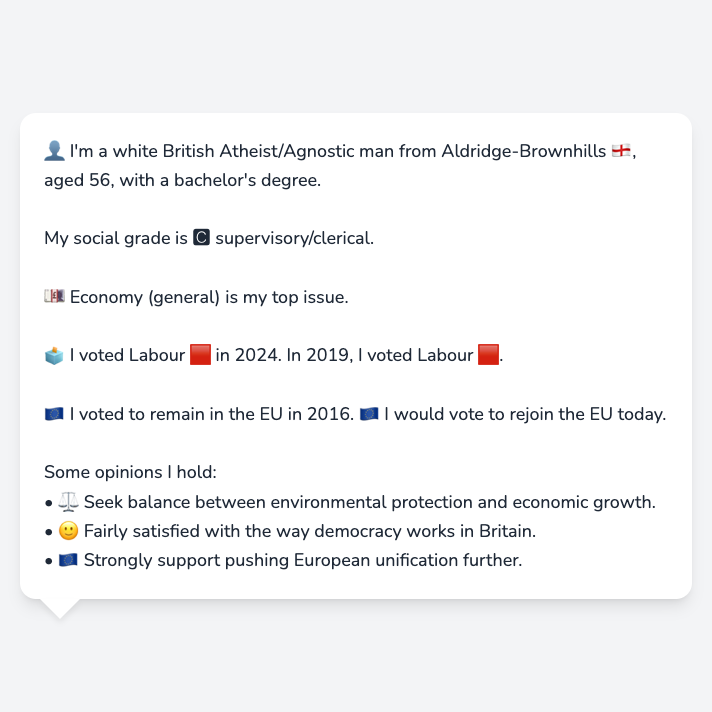 👤 I'm a white British Atheist/Agnostic man from Aldridge-Brownhills 🏴󠁧󠁢󠁥󠁮󠁧󠁿,
aged 56, with a bachelor's degree.
My social grade is 🅲 supervisory/clerical.
💷 Economy (general) is my top issue.
🗳️ I voted Labour 🟥 in 2024. In 2019, I voted Labour 🟥.
🇪🇺 I voted to remain in the EU in 2016. 🇪🇺 I would vote to rejoin the EU today.
Some opinions I hold:
• ⚖️ Seek balance between environmental protection and economic growth.
• 🙂 Fairly satisfied with the way democracy works in Britain.
• 🇪🇺 Strongly support pushing European unification further.